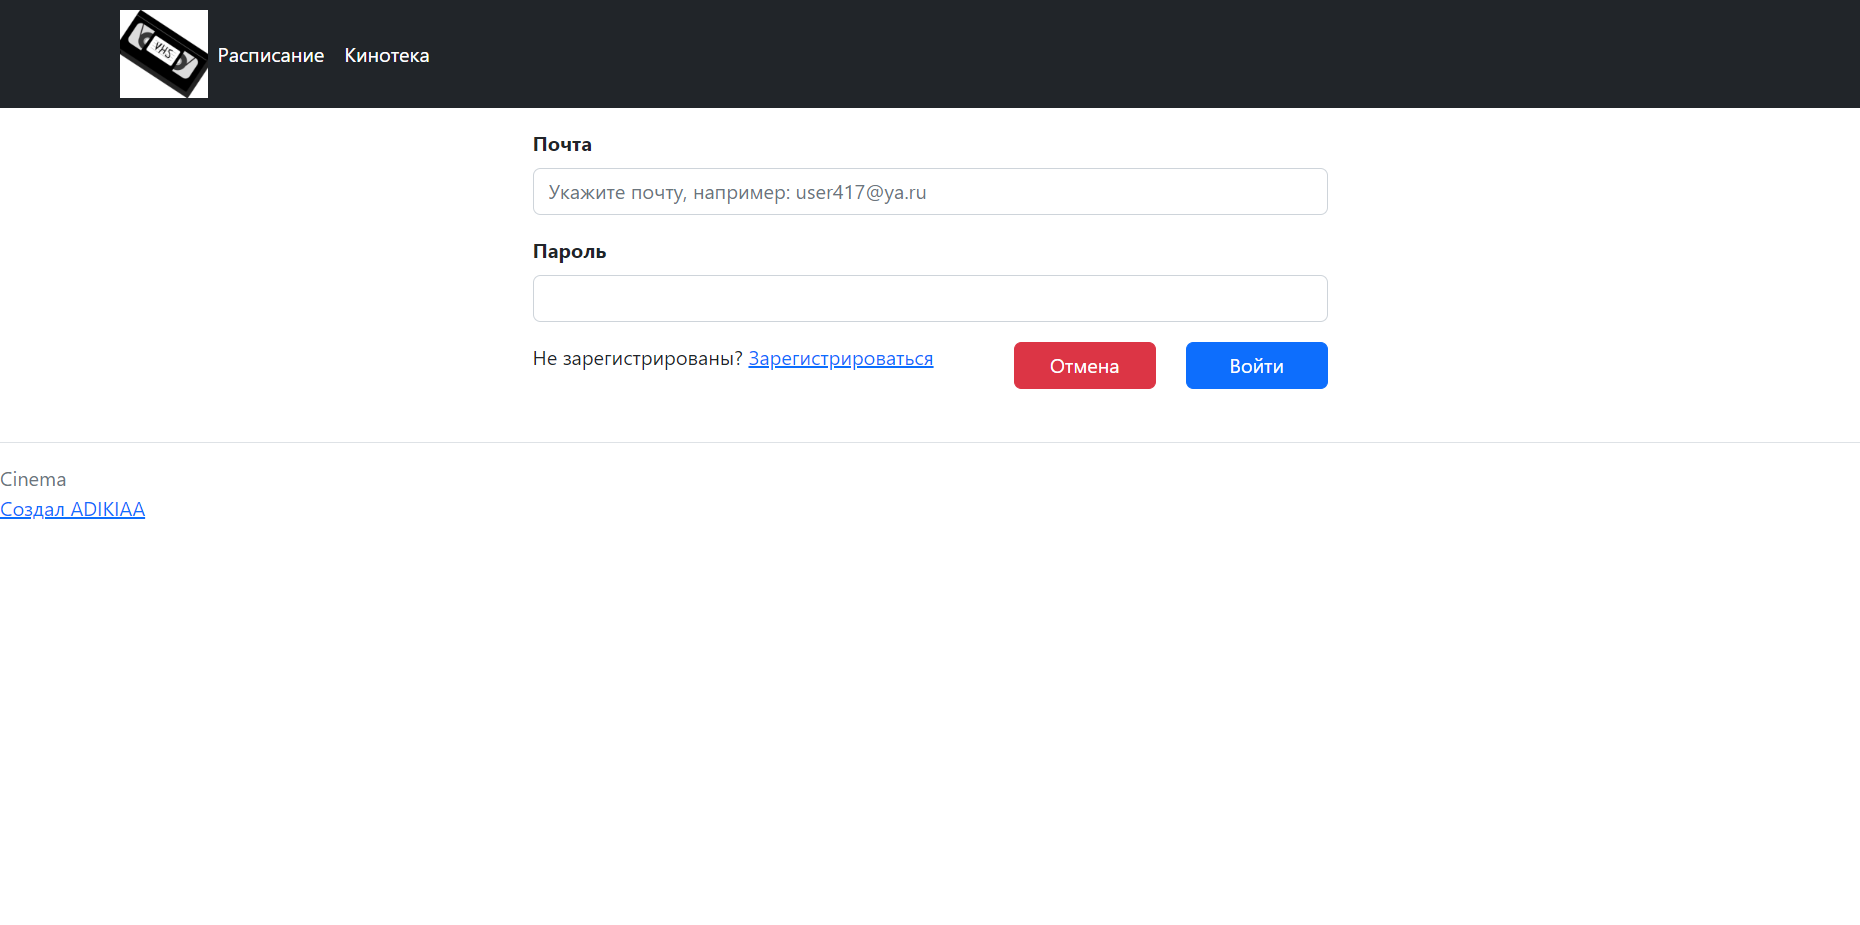 VHS
Расписание Кинотека
Почта
Укажите почту, например: user417@ya.ru
Пароль
Не зарегистрированы? Зарегистрироваться Отмена Войти
Cinema
Создал ADIKIAA